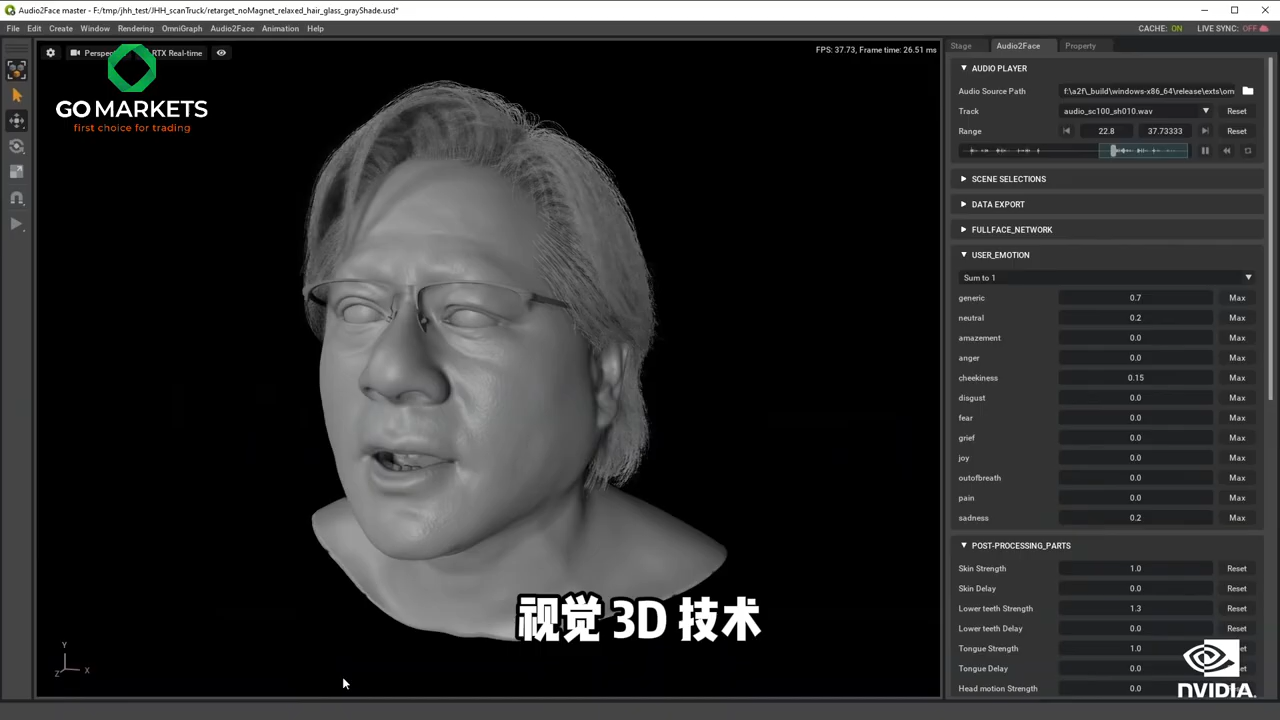 Audio2Face master - F:/tmp/jhh_test/JHH_scanTruck/retarget_noMagnet_relaxed_hair_glass_grayShade.usd*
File Edit Create Window Rendering OmniGraph Audio2Face Animation Help
CACHE: ON LIVE SYNC: OFF
RTX Real-time
FPS: 37.73, Frame time: 26.51 ms
GO MARKETS
first choice for trading
Y
Z X
视觉 3D 技术
Stage Audio2Face Property
AUDIO PLAYER
Audio Source Path f:\a2f\_build\windows-x86_64\release\exts\om
Track audio_sc100_sh010.wav Reset
Range 22.8 37.73333 Reset
SCENE SELECTIONS
DATA EXPORT
FULLFACE_NETWORK
USER_EMOTION
Sum to 1
generic 0.7 Max
neutral 0.2 Max
amazement 0.0 Max
anger 0.0 Max
cheekiness 0.15 Max
disgust 0.0 Max
fear 0.0 Max
grief 0.0 Max
joy 0.0 Max
outofbreath 0.0 Max
pain 0.0 Max
sadness 0.2 Max
POST-PROCESSING_PARTS
Skin Strength 1.0 Reset
Skin Delay 0.0 Reset
Lower teeth Strength 1.3 Reset
Lower teeth Delay 0.0 Reset
Tongue Strength 1.0
Tongue Delay 0.0
Head motion Strength 0.0
NVIDIA.